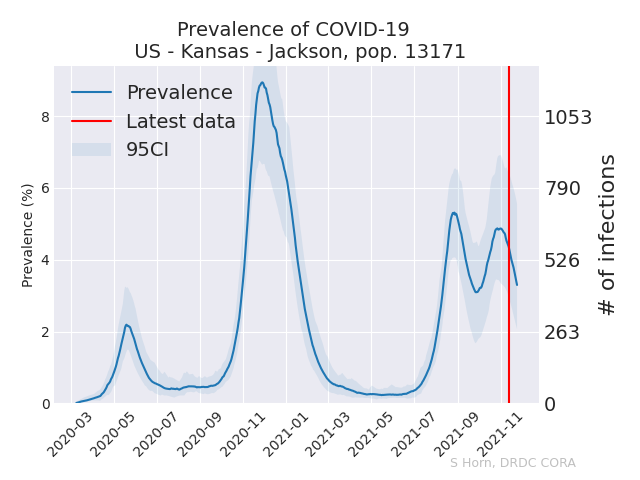 Prevalence of COVID-19
US - Kansas - Jackson, pop. 13171
Prevalence
Latest data
95CI
Prevalence (%)
8
6
4
2
0
1053
790
526
263
0
# of infections
2020-03
2020-05
2020-07
2020-09
2020-11
2021-01
2021-03
2021-05
2021-07
2021-09
2021-11
S Horn, DRDC CORA